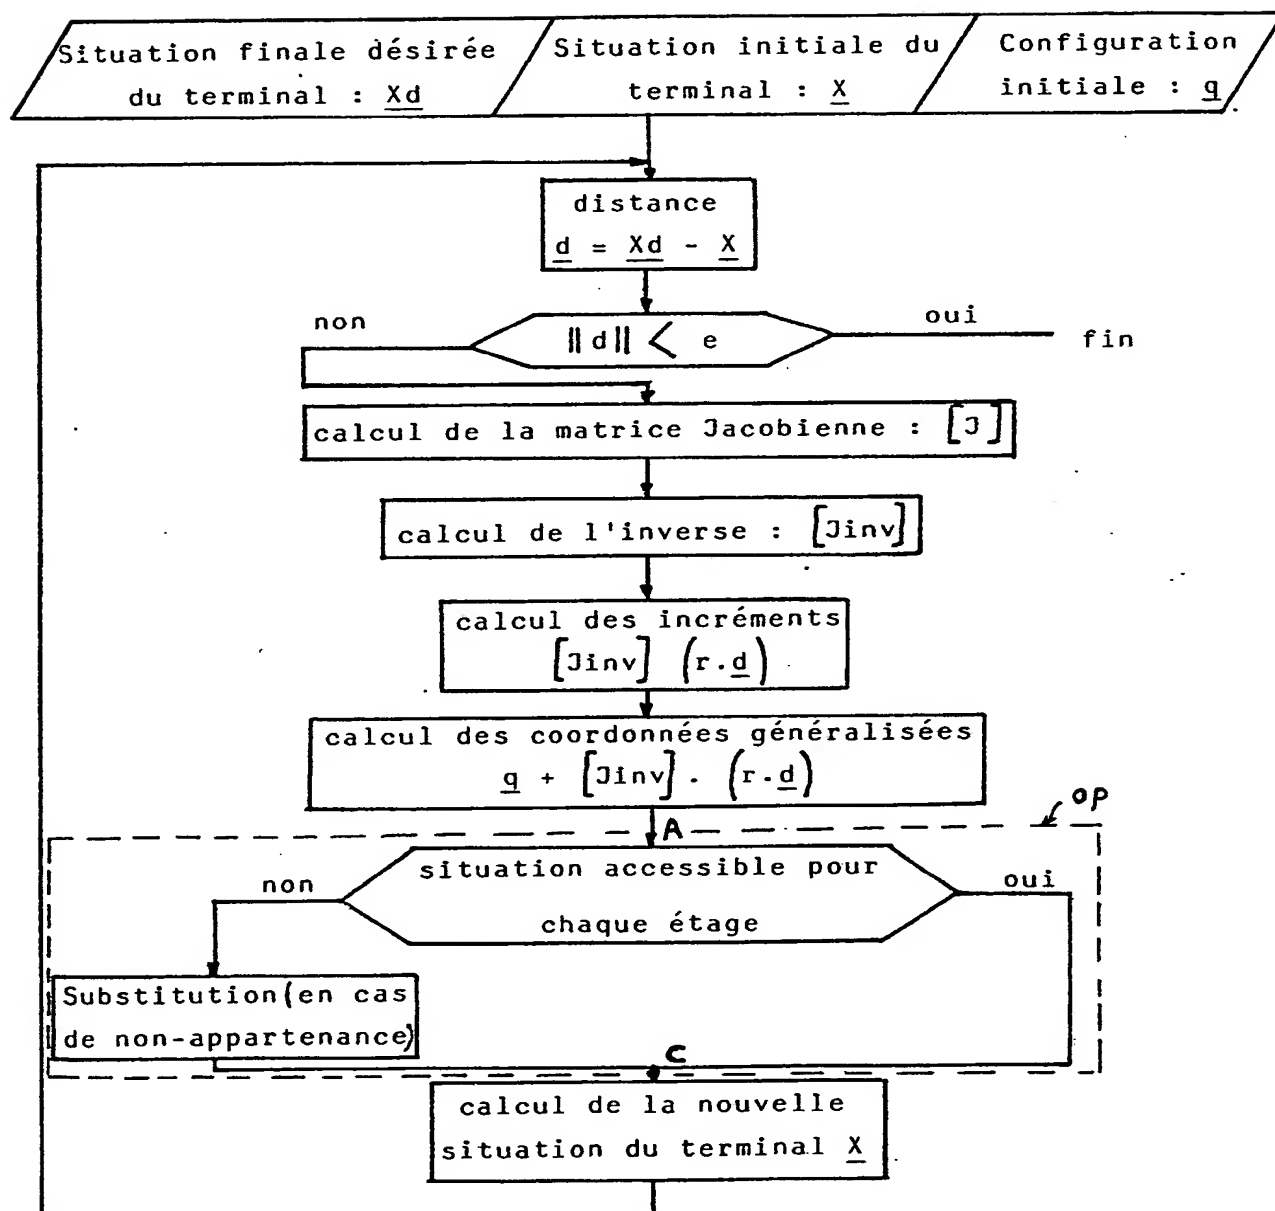 Situation finale désirée
du terminal : Xd
Situation initiale du
terminal : X
Configuration
initiale : q
distance
d = Xd - X
non
|| d || < e
oui
fin
calcul de la matrice Jacobienne : [J]
calcul de l'inverse : [Jinv]
calcul des incréments
[Jinv] (r.d)
calcul des coordonnées généralisées
q + [Jinv] . (r.d)
op
A
non
situation accessible pour
chaque étage
oui
Substitution (en cas
de non-appartenance)
C
calcul de la nouvelle
situation du terminal X